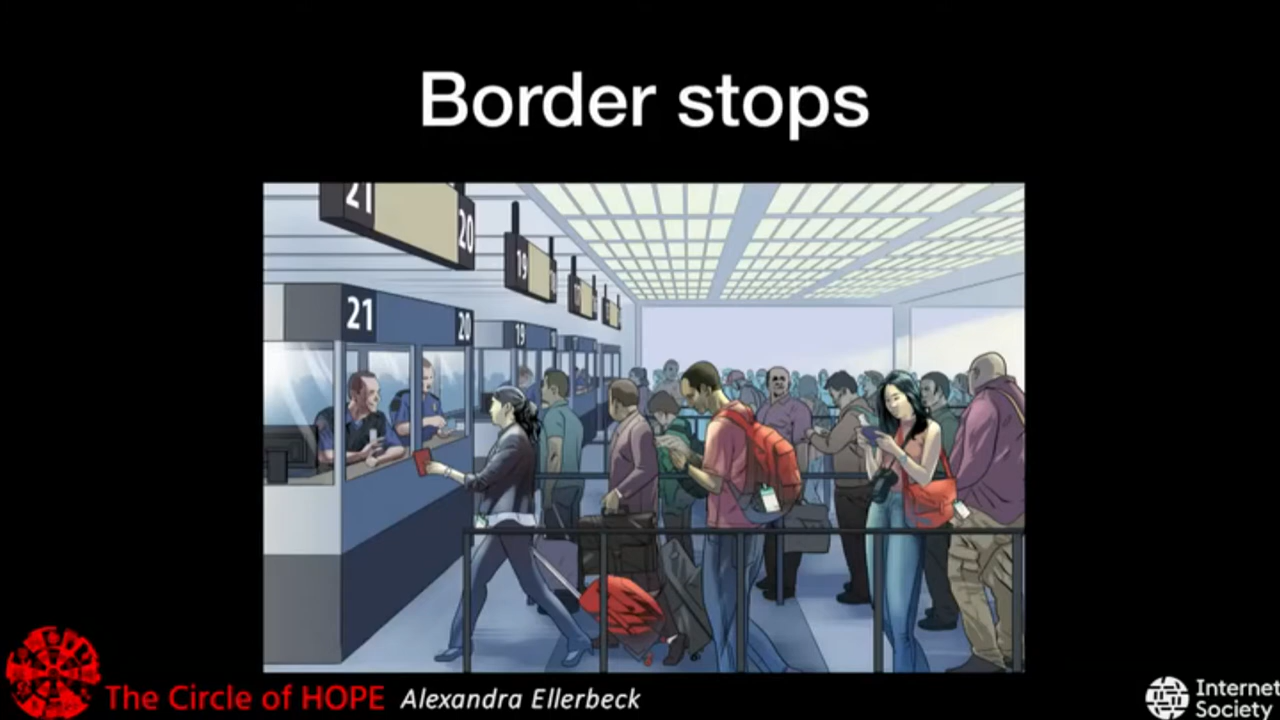 Border stops
21
20
19
21
20
19
The Circle of HOPE
Alexandra Ellerbeck
Internet
Society